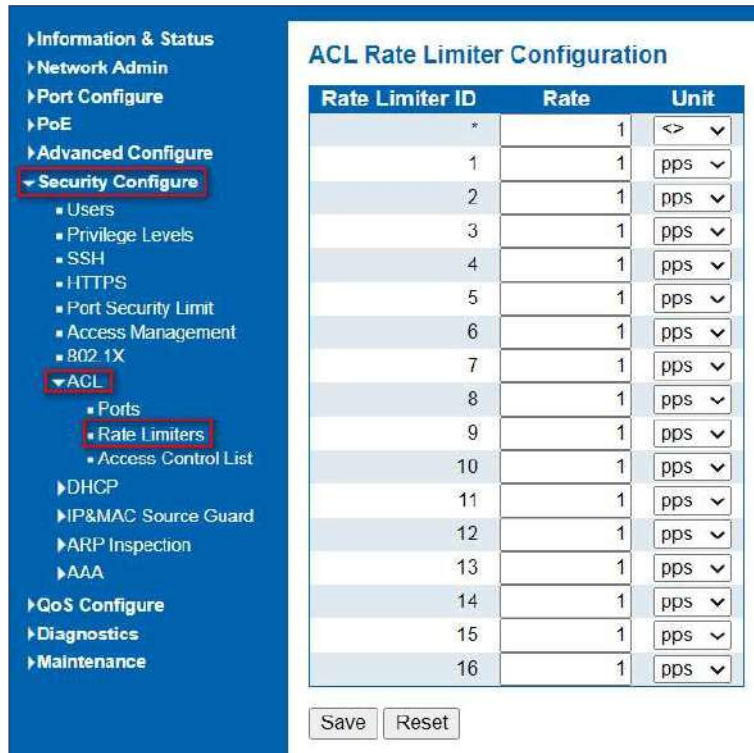 Information & Status
Network Admin
Port Configure
PoE
Advanced Configure
Security Configure
Users
Privilege Levels
SSH
HTTPS
Port Security Limit
Access Management
802.1X
ACL
Ports
Rate Limiters
Access Control List
DHCP
IP&MAC Source Guard
ARP Inspection
AAA
QoS Configure
Diagnostics
Maintenance
ACL Rate Limiter Configuration
Rate Limiter ID Rate Unit
* 1 <>
1 1 pps
2 1 pps
3 1 pps
4 1 pps
5 1 pps
6 1 pps
7 1 pps
8 1 pps
9 1 pps
10 1 pps
11 1 pps
12 1 pps
13 1 pps
14 1 pps
15 1 pps
16 1 pps
Save Reset